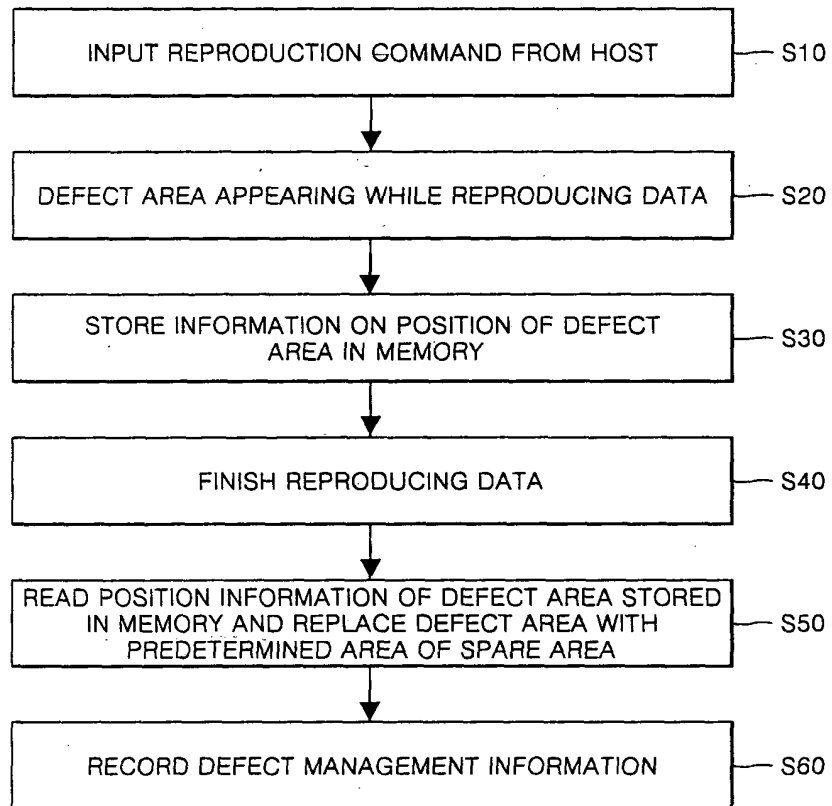 INPUT REPRODUCTION COMMAND FROM HOST
S10
DEFECT AREA APPEARING WHILE REPRODUCING DATA
S20
STORE INFORMATION ON POSITION OF DEFECT
AREA IN MEMORY
S30
FINISH REPRODUCING DATA
S40
READ POSITION INFORMATION OF DEFECT AREA STORED
IN MEMORY AND REPLACE DEFECT AREA WITH
PREDETERMINED AREA OF SPARE AREA
S50
RECORD DEFECT MANAGEMENT INFORMATION
S60